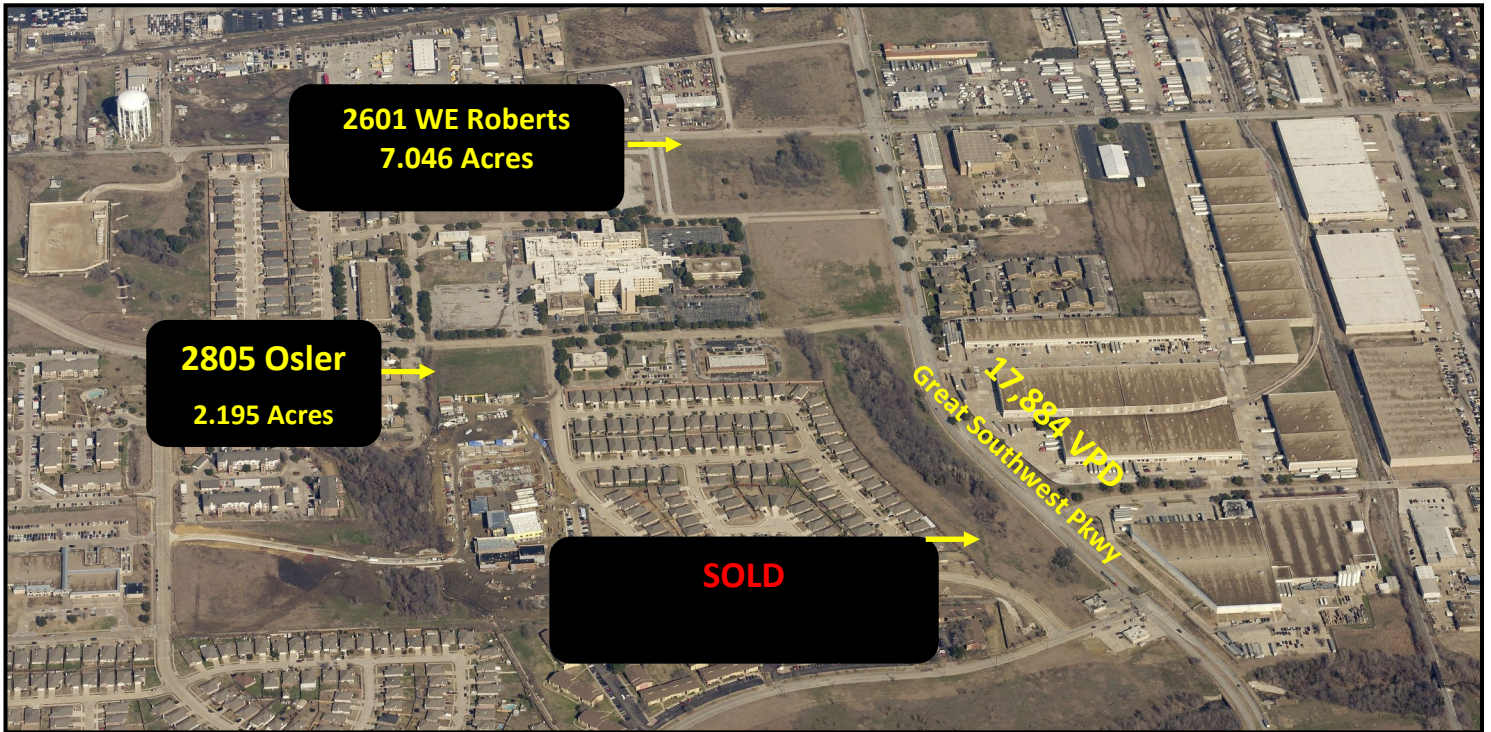 2601 WE Roberts
7.046 Acres
2805 Osler
2.195 Acres
17,884 VPD
Great Southwest Pkwy
SOLD